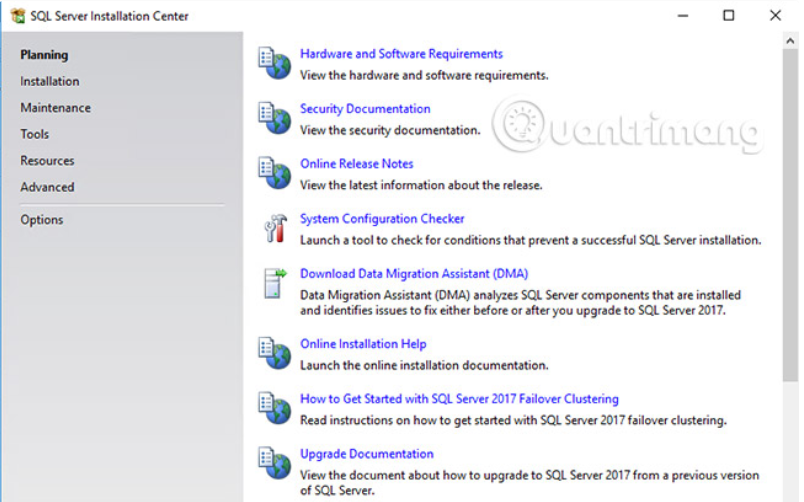 SQL Server Installation Center
Planning
Installation
Maintenance
Tools
Resources
Advanced
Options
Hardware and Software Requirements
View the hardware and software requirements.
Security Documentation
View the security documentation.
Quantrimang
Online Release Notes
View the latest information about the release.
System Configuration Checker
Launch a tool to check for conditions that prevent a successful SQL Server installation.
Download Data Migration Assistant (DMA)
Data Migration Assistant (DMA) analyzes SQL Server components that are installed
and identifies issues to fix either before or after you upgrade to SQL Server 2017.
Online Installation Help
Launch the online installation documentation.
How to Get Started with SQL Server 2017 Failover Clustering
Read instructions on how to get started with SQL Server 2017 failover clustering.
Upgrade Documentation
View the document about how to upgrade to SQL Server 2017 from a previous version
of SQL Server.